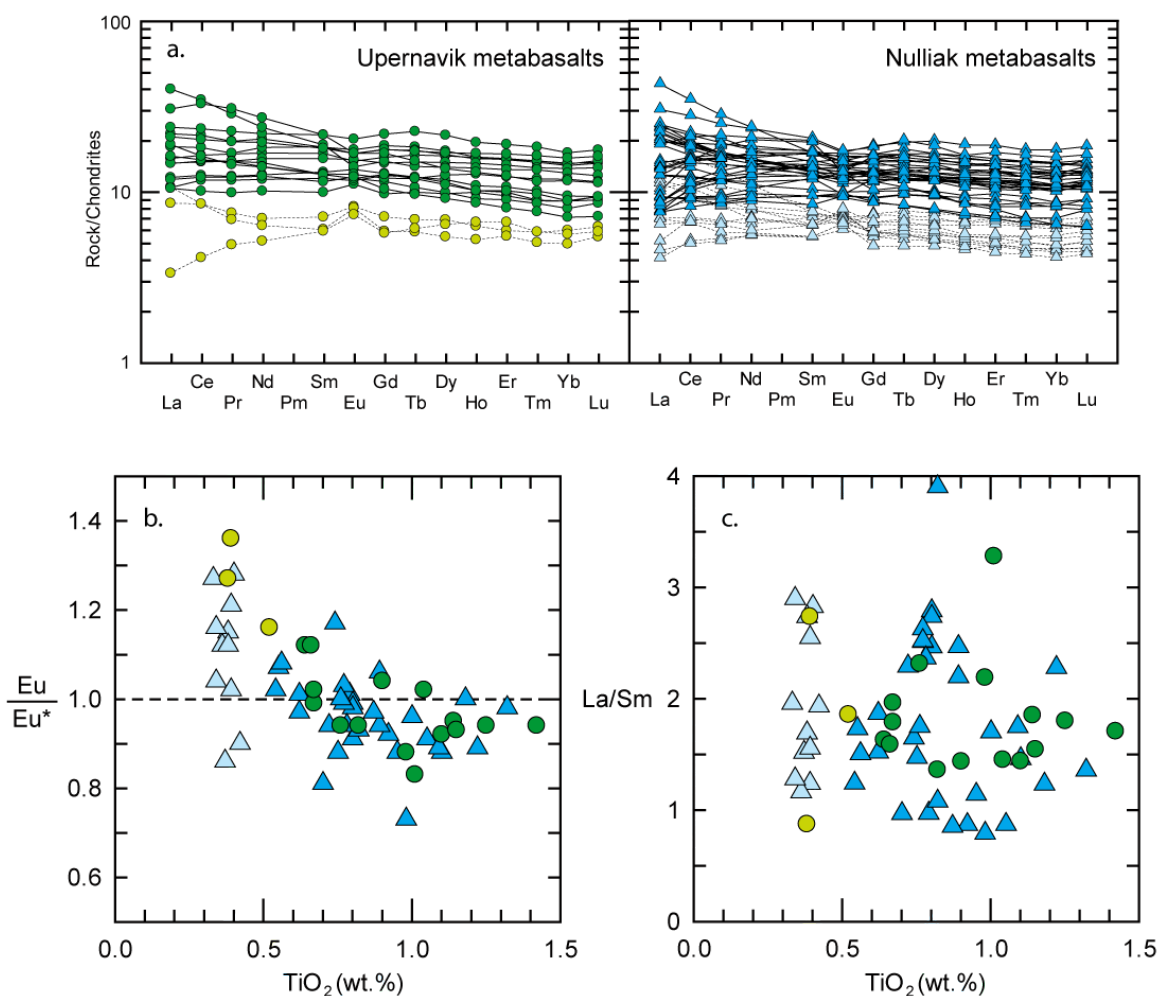 100
10
1
Rock/Chondrites
a.
Upernavik metabasalts
Nulliak metabasalts
Ce Nd Sm Gd Dy Er Yb
La Pr Pm Eu Tb Ho Tm Lu
Ce Nd Sm Gd Dy Er Yb
La Pr Pm Eu Tb Ho Tm Lu
b.
1.4
1.2
1.0
0.8
0.6
Eu
Eu*
0.0 0.5 1.0 1.5
TiO2 (wt.%)
c.
4
3
2
1
0
La/Sm
0.0 0.5 1.0 1.5
TiO2 (wt.%)